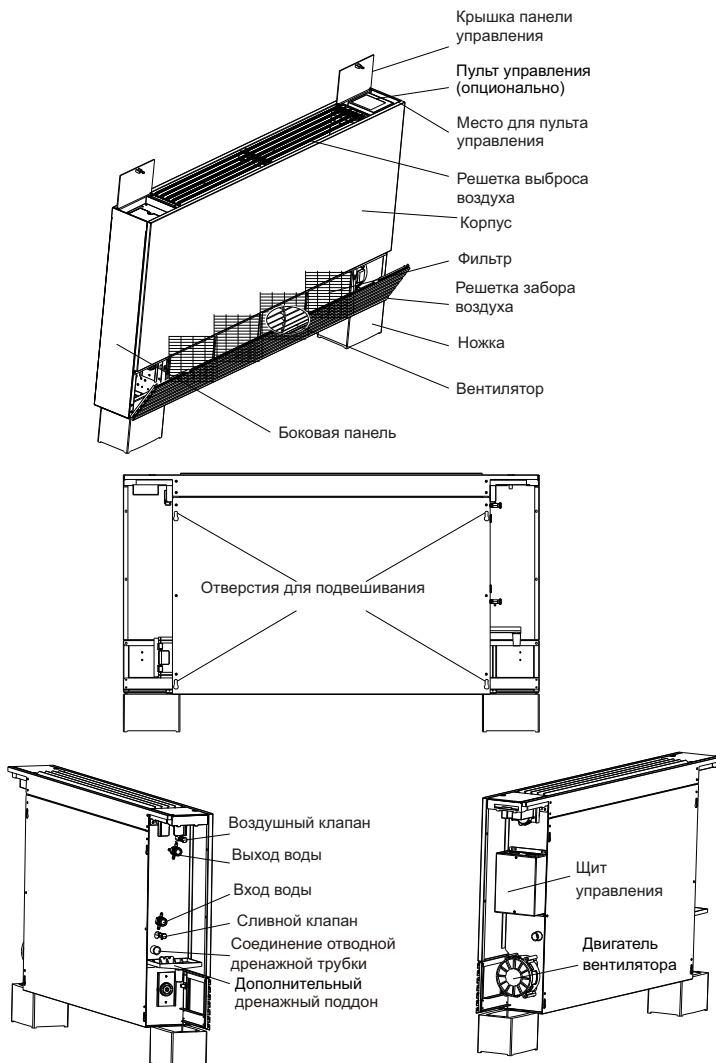 Крышка панели
управления
Пульт управления
(опционально)
Место для пульта
управления
Решетка выброса
воздуха
Корпус
Фильтр
Решетка забора
воздуха
Ножка
Вентилятор
Боковая панель
Отверстия для подвешивания
Воздушный клапан
Выход воды
Вход воды
Сливной клапан
Соединение отводной
дренажной трубки
Дополнительный
дренажный поддон
Щит
управления
Двигатель
вентилятора